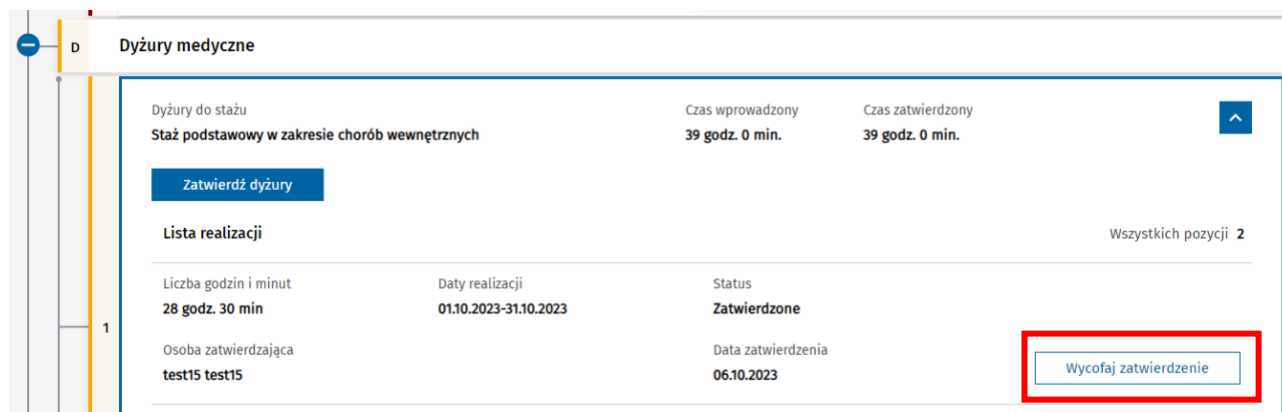 D Dyżury medyczne
Dyżury do stażu Czas wprowadzony Czas zatwierdzony
Staż podstawowy w zakresie chorób wewnętrznych 39 godz. 0 min. 39 godz. 0 min.
Zatwierdź dyżury
Lista realizacji Wszystkich pozycji 2
Liczba godzin i minut Daty realizacji Status
28 godz. 30 min 01.10.2023-31.10.2023 Zatwierdzone
1
Osoba zatwierdzająca Data zatwierdzenia
test15 test15 06.10.2023 Wycofaj zatwierdzenie